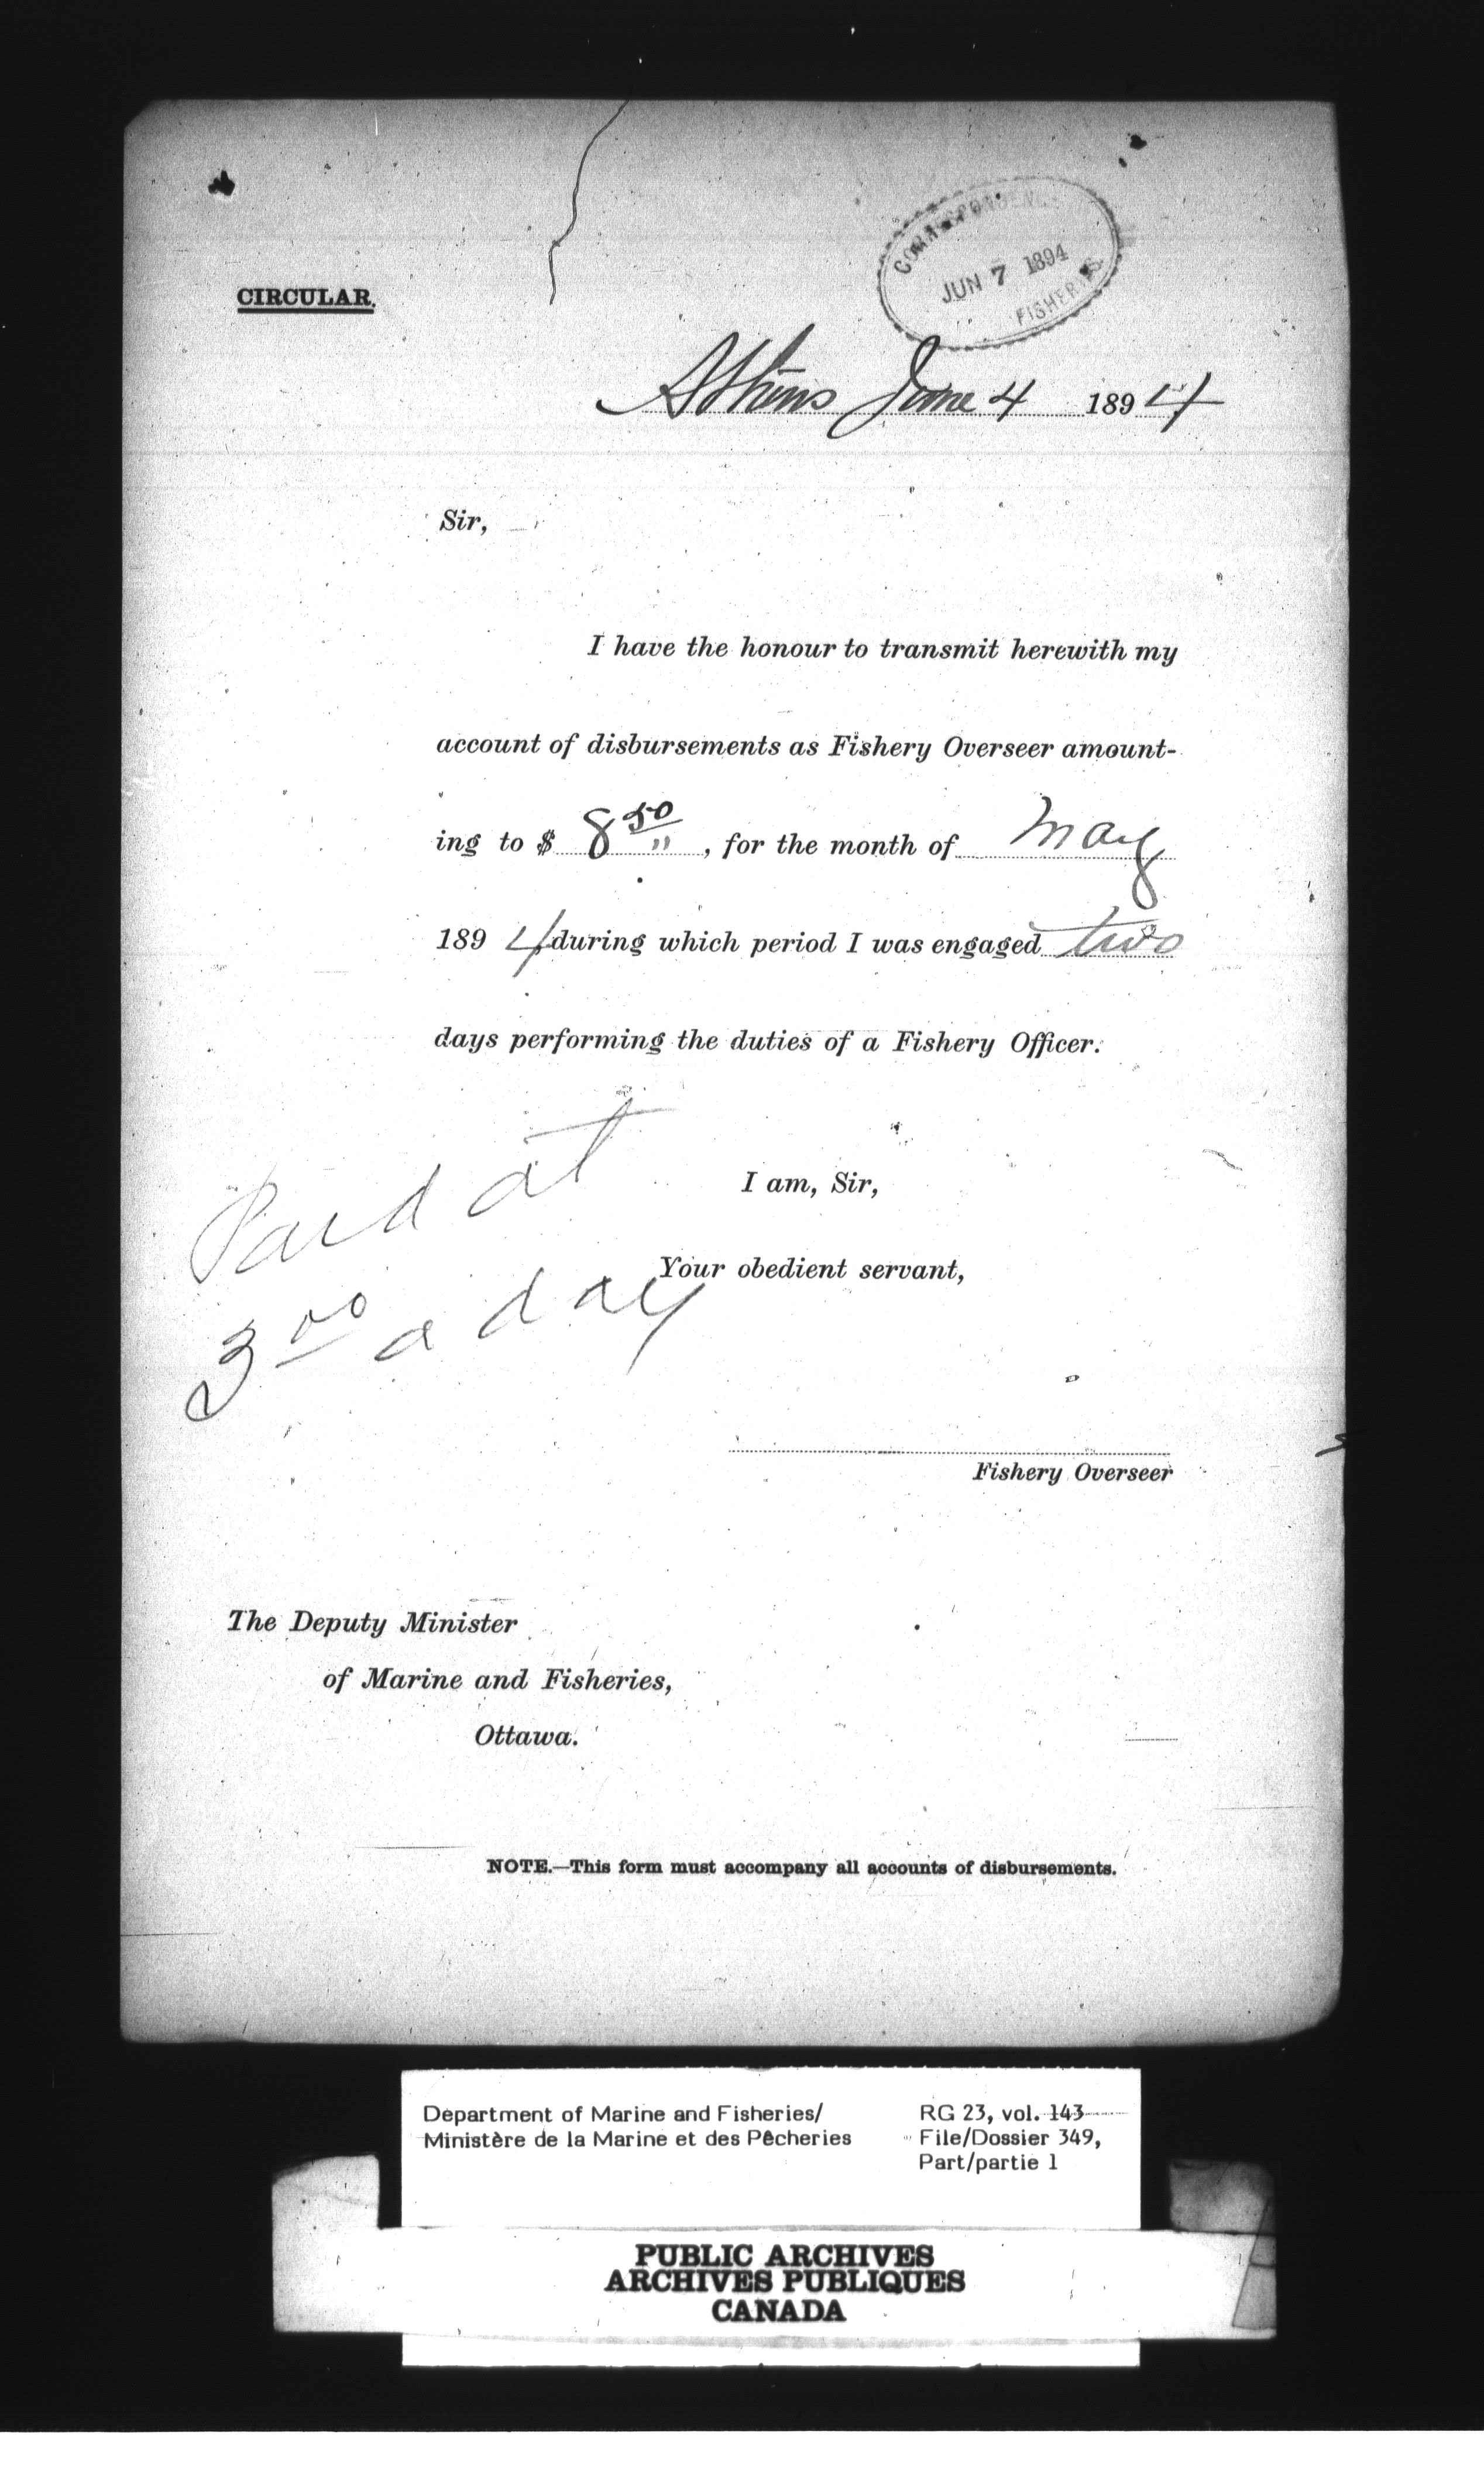 CORRESPONDENCE
JUN 7 1894
FISHERIES.
CIRCULAR.
Athens June 4 1894
Sir,
I have the honour to transmit herewith my
account of disbursements as Fishery Overseer amount-
ing to $ 8 50/" , for the month of May
1894, during which period I was engaged two
days performing the duties of a Fishery Officer.
I am, Sir,
Your obedient servant,
Paid at
3 00 a day
Fishery Overseer
The Deputy Minister
of Marine and Fisheries,
Ottawa.
NOTE.—This form must accompany all accounts of disbursements.
Department of Marine and Fisheries/
Ministère de la Marine et des Pêcheries
RG 23, vol. 143
File/Dossier 349,
Part/partie 1
PUBLIC ARCHIVES
ARCHIVES PUBLIQUES
CANADA